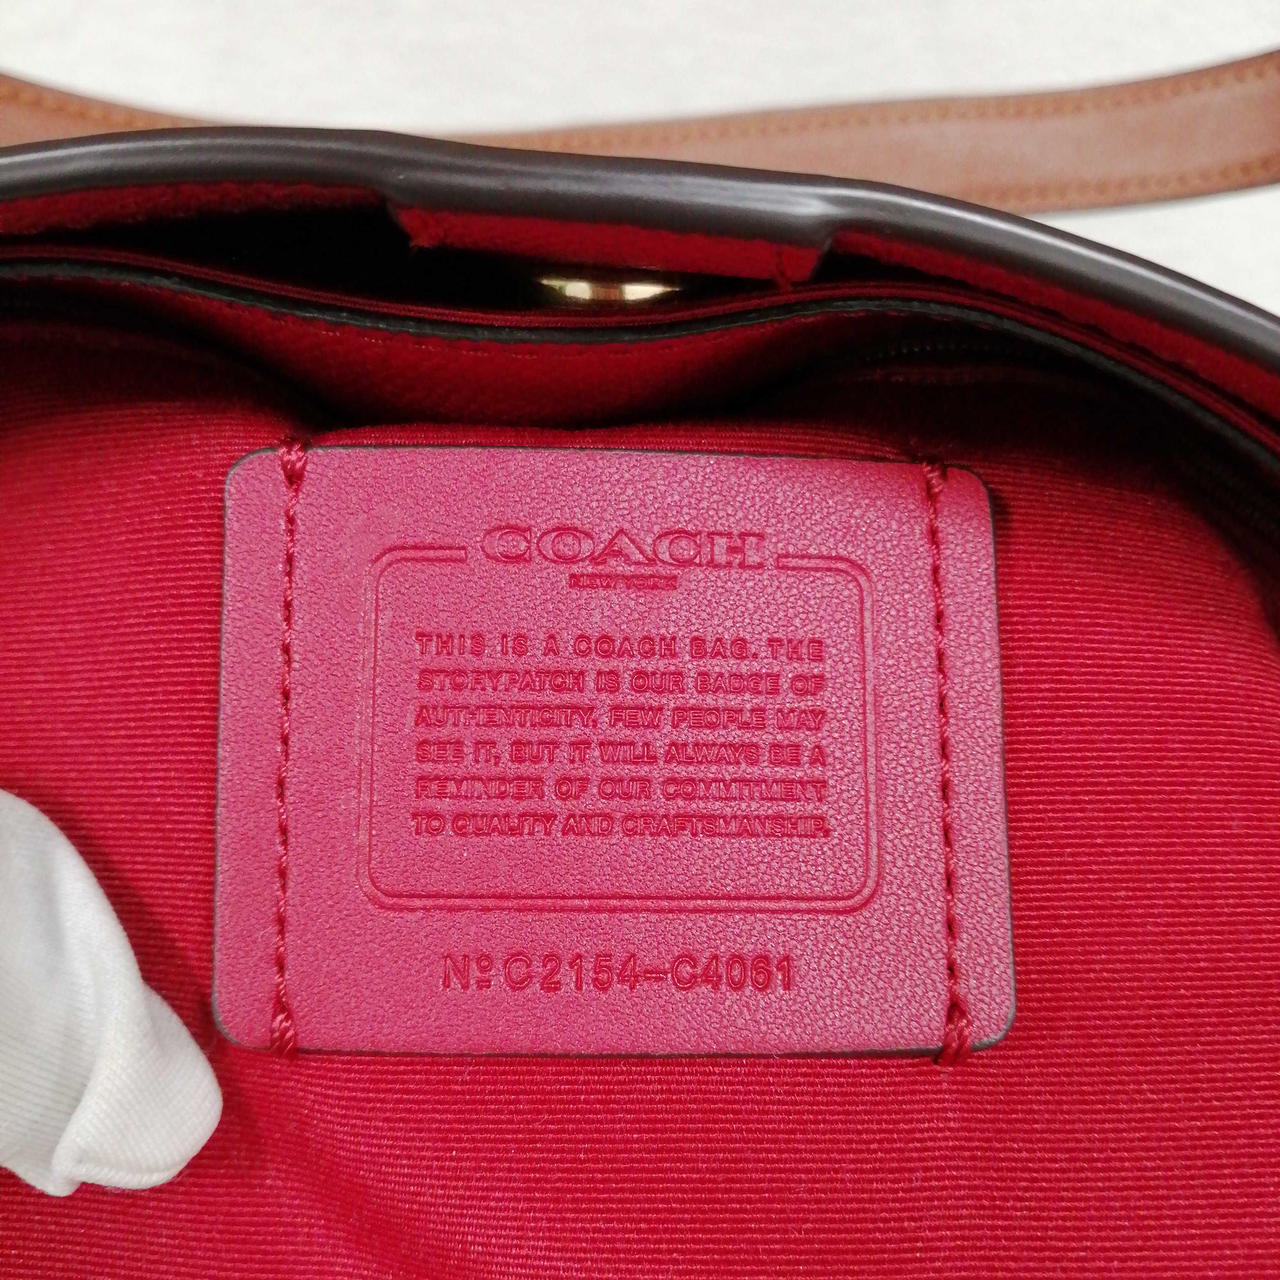 COACH
NEW YORK
THIS IS A COACH BAG. THE
STORYPATCH IS OUR BADGE OF
AUTHENTICITY. FEW PEOPLE MAY
SEE IT, BUT IT WILL ALWAYS BE A
REMINDER OF OUR COMMITMENT
TO QUALITY AND CRAFTSMANSHIP.
Nº C2154-C4061